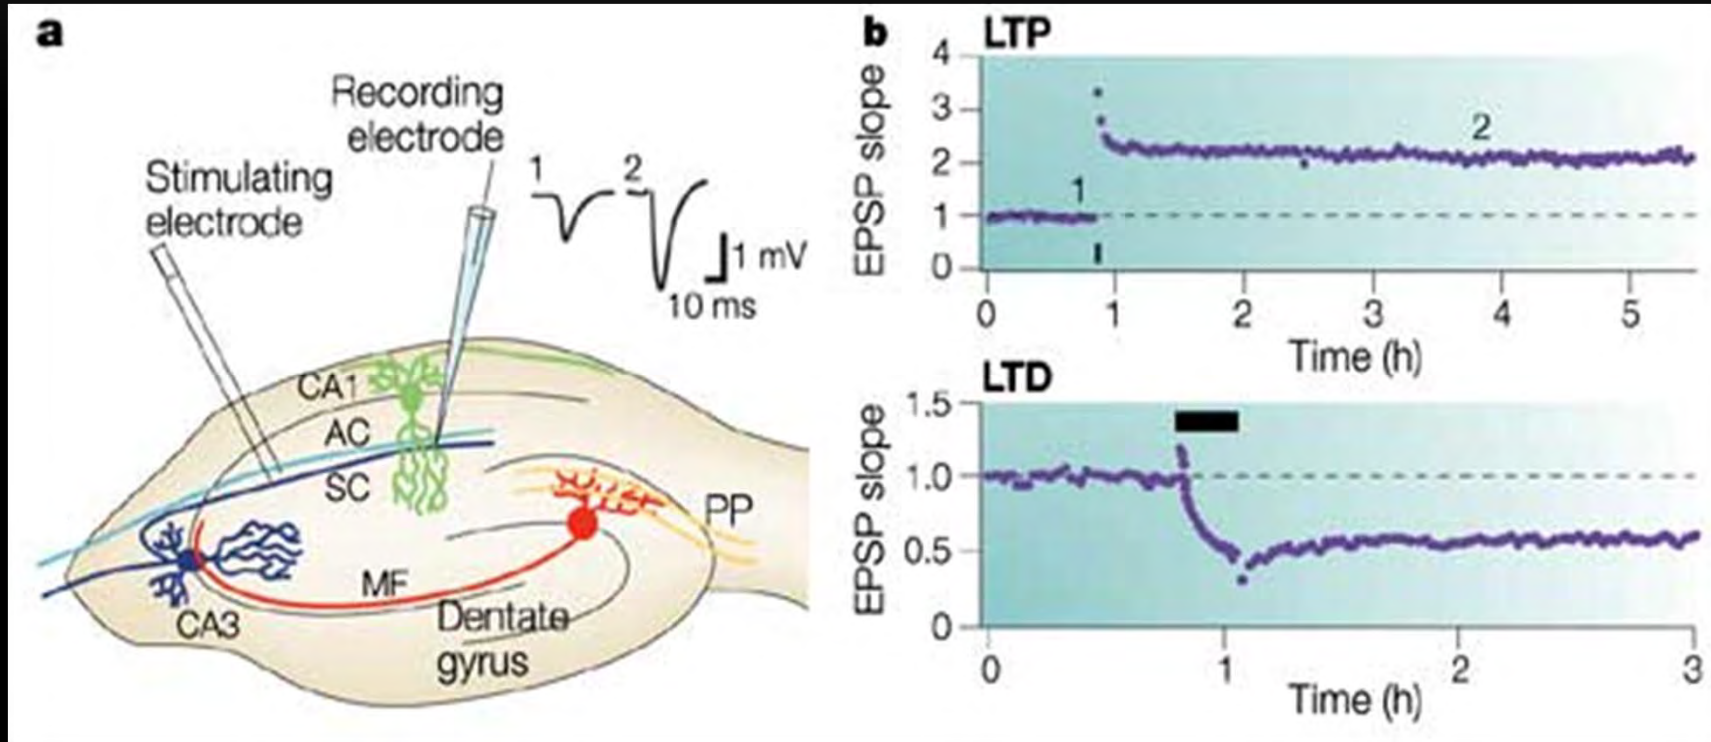 a
Recording
electrode
Stimulating
electrode
1 2
1 mV
10 ms
CA1
AC
SC
PP
MF
CA3
Dentate
gyrus
b
LTP
EPSP slope
4
3
2
1
0
1
2
0 1 2 3 4 5
Time (h)
LTD
EPSP slope
1.5
1.0
0.5
0
0 1 2 3
Time (h)